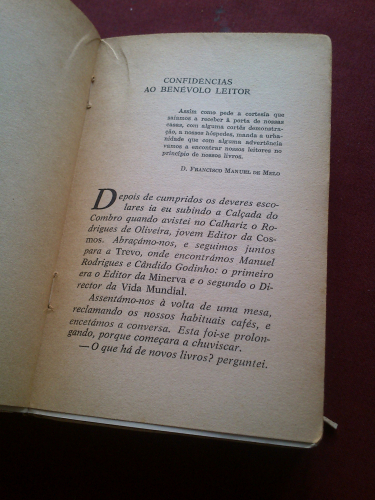 CONFIDÊNCIAS
AO BENÉVOLO LEITOR
Assim como pede a cortesia que
saiamos a receber à porta de nossas
casas, com alguma cortês demonstra-
ção, a nossos hóspedes, manda a urba-
nidade que com alguma advertência
vamos a encontrar nossos leitores no
princípio de nossos livros.
D. FRANCISCO MANUEL DE MELO
Depois de cumpridos os deveres esco-
lares ia eu subindo a Calçada do
Combro quando avistei no Calhariz o Ro-
drigues de Oliveira, jovem Editor da Cos-
mos. Abraçámo-nos, e seguimos juntos
para a Trevo, onde encontrámos Manuel
Rodrigues e Cândido Godinho: o primeiro
era o Editor da Minerva e o segundo o Di-
rector da Vida Mundial.
Assentámo-nos à volta de uma mesa,
reclamando os nossos habituais cafés, e
encetámos a conversa. Esta foi-se prolon-
gando, porque começara a chuviscar.
—O que há de novos livros? perguntei.